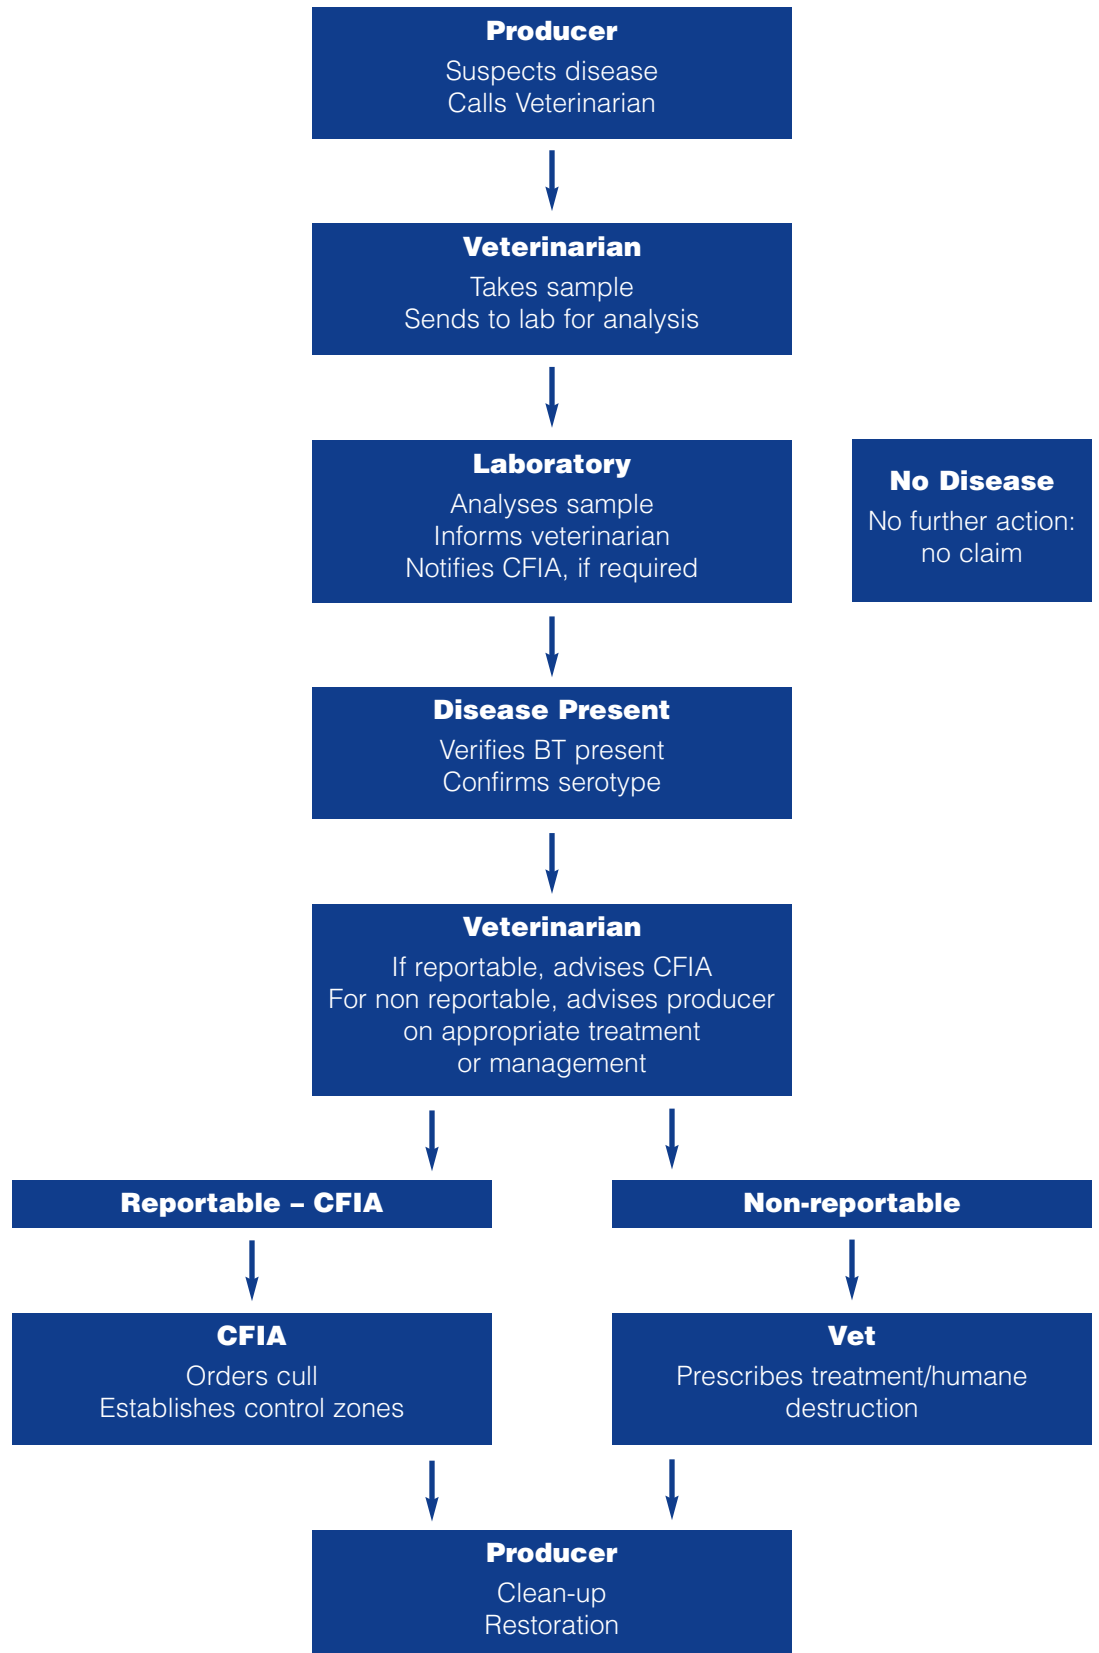 Producer
Suspects disease
Calls Veterinarian
Veterinarian
Takes sample
Sends to lab for analysis
Laboratory
Analyses sample
Informs veterinarian
Notifies CFIA, if required
No Disease
No further action:
no claim
Disease Present
Verifies BT present
Confirms serotype
Veterinarian
If reportable, advises CFIA
For non reportable, advises producer
on appropriate treatment
or management
Reportable – CFIA
Non-reportable
CFIA
Orders cull
Establishes control zones
Vet
Prescribes treatment/humane
destruction
Producer
Clean-up
Restoration